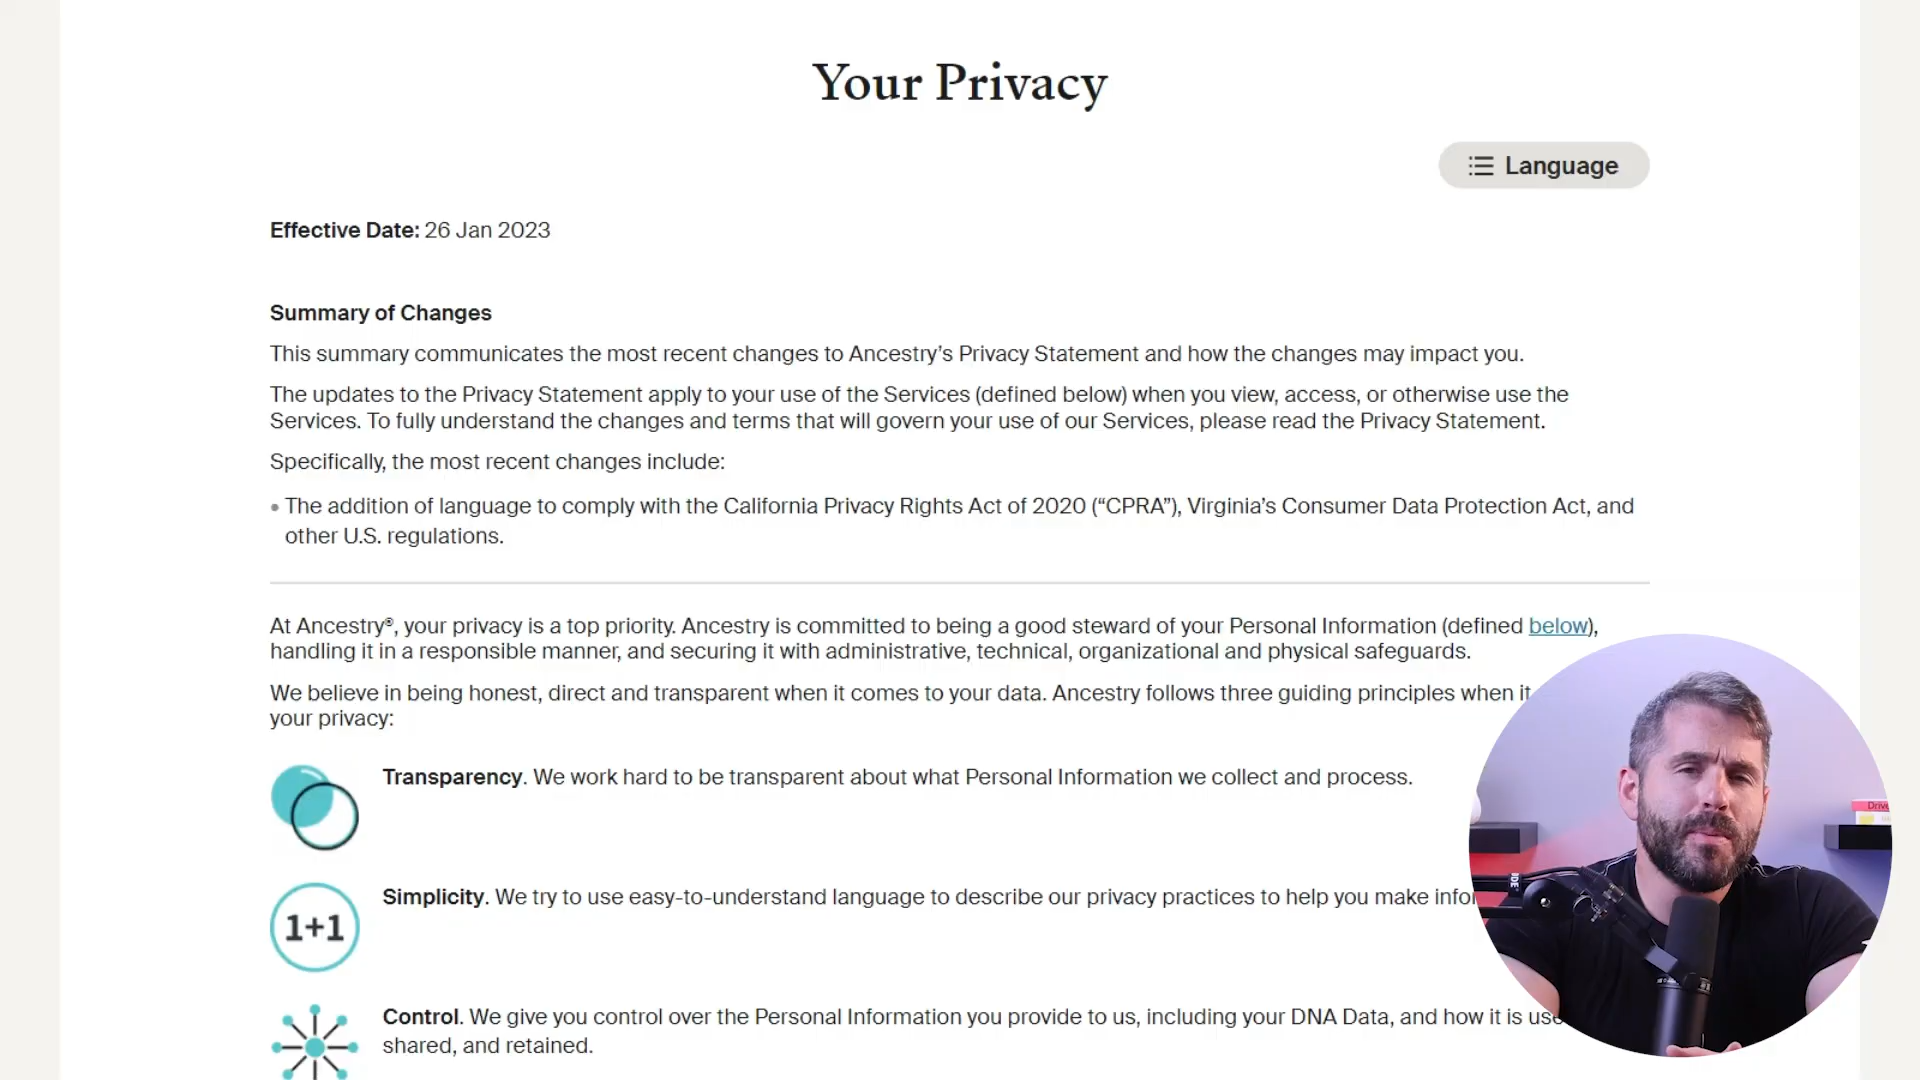 Your Privacy
Language
Effective Date: 26 Jan 2023
Summary of Changes
This summary communicates the most recent changes to Ancestry’s Privacy Statement and how the changes may impact you.
The updates to the Privacy Statement apply to your use of the Services (defined below) when you view, access, or otherwise use the
Services. To fully understand the changes and terms that will govern your use of our Services, please read the Privacy Statement.
Specifically, the most recent changes include:
• The addition of language to comply with the California Privacy Rights Act of 2020 (“CPRA”), Virginia’s Consumer Data Protection Act, and
other U.S. regulations.
At Ancestry®, your privacy is a top priority. Ancestry is committed to being a good steward of your Personal Information (defined below),
handling it in a responsible manner, and securing it with administrative, technical, organizational and physical safeguards.
We believe in being honest, direct and transparent when it comes to your data. Ancestry follows three guiding principles when it
your privacy:
Transparency. We work hard to be transparent about what Personal Information we collect and process.
1+1
Simplicity. We try to use easy-to-understand language to describe our privacy practices to help you make
Control. We give you control over the Personal Information you provide to us, including your DNA Data, and how it is
shared, and retained.